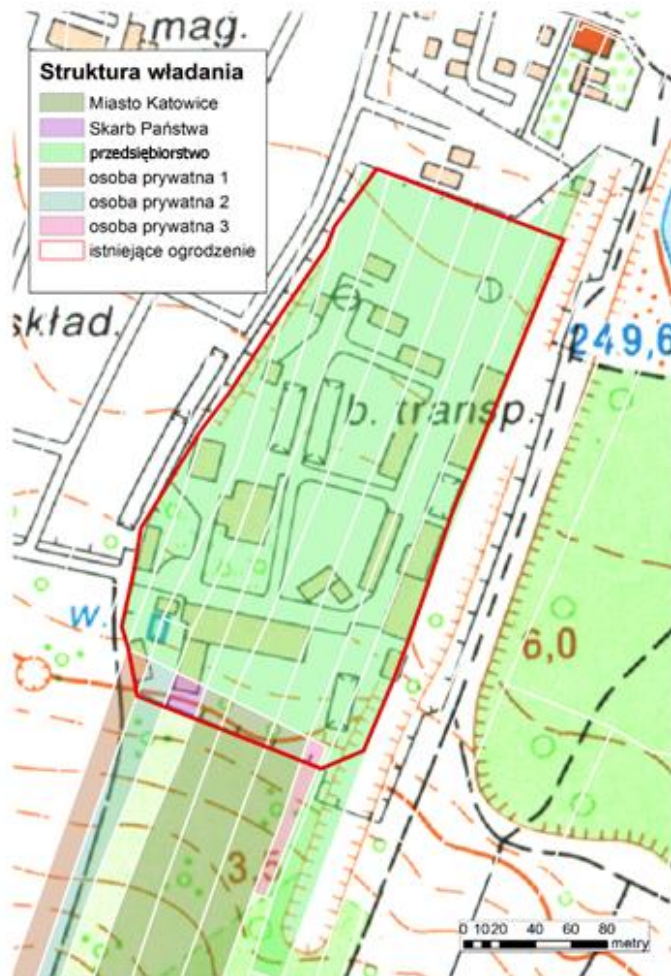 mag.
Struktura władania
Miasto Katowice
Skarb Państwa
przedsiębiorstwo
osoba prywatna 1
osoba prywatna 2
osoba prywatna 3
istniejące ogrodzenie
skład.
249,6
b. transp.
w.
6,0
0 10 20 40 60 80
metry